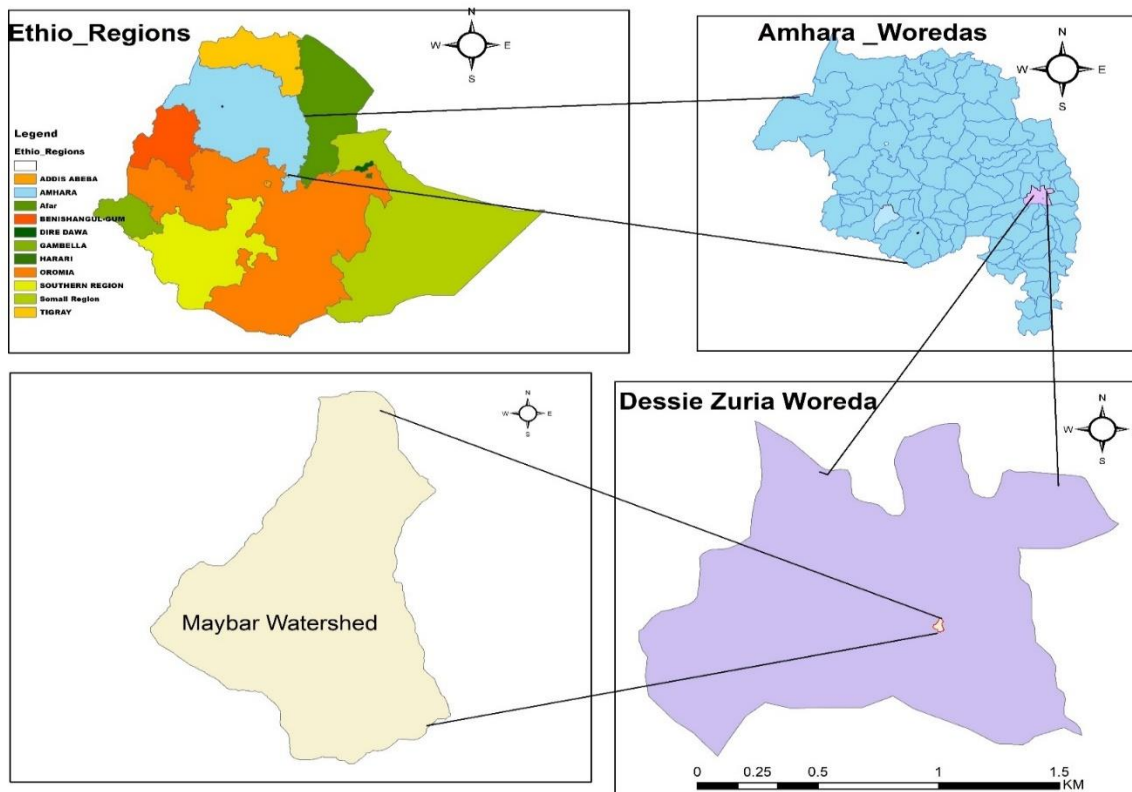 Ethio_Regions
N
W E
S
Legend
Ethio_Regions
ADDIS ABEBA
AMHARA
Afar
BENISHANGUL-GUM
DIRE DAWA
GAMBELLA
HARARI
OROMIA
SOUTHERN REGION
Somali Region
TIGRAY
Amhara _Woredas
N
W E
S
Maybar Watershed
N
W E
S
Dessie Zuria Woreda
N
W E
S
0 0.25 0.5 1 1.5
KM